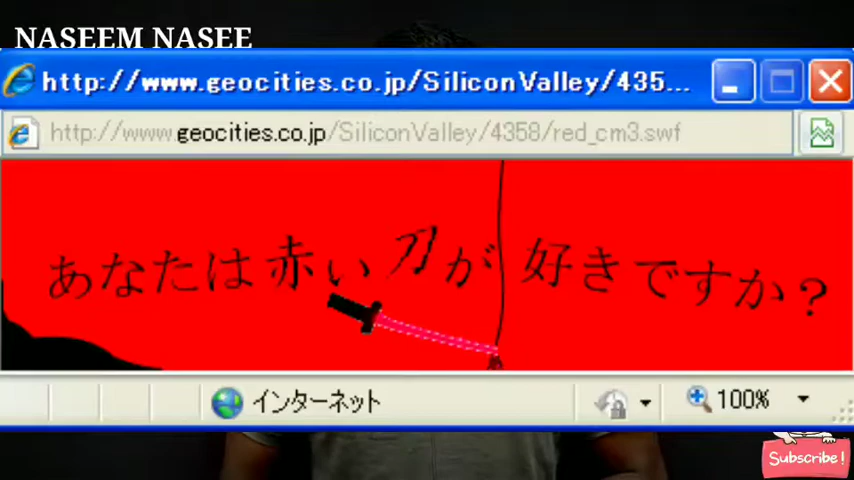 NASEEM NASEE
http://www.geocities.co.jp/SiliconValley/435...
http://www.geocities.co.jp/SiliconValley/4358/red_cm3.swf
あなたは赤い刀が好きですか?
インターネット 100%
Subscribe!